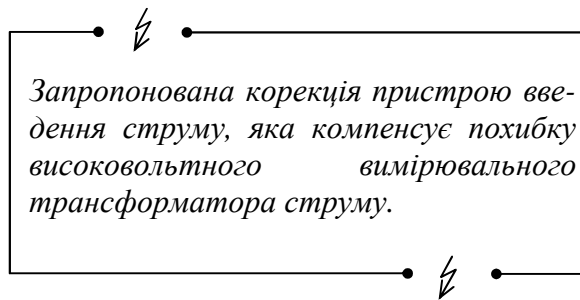 Запропонована корекція пристрою вве-
дення струму, яка компенсує похибку
високовольтного вимірювального
трансформатора струму.